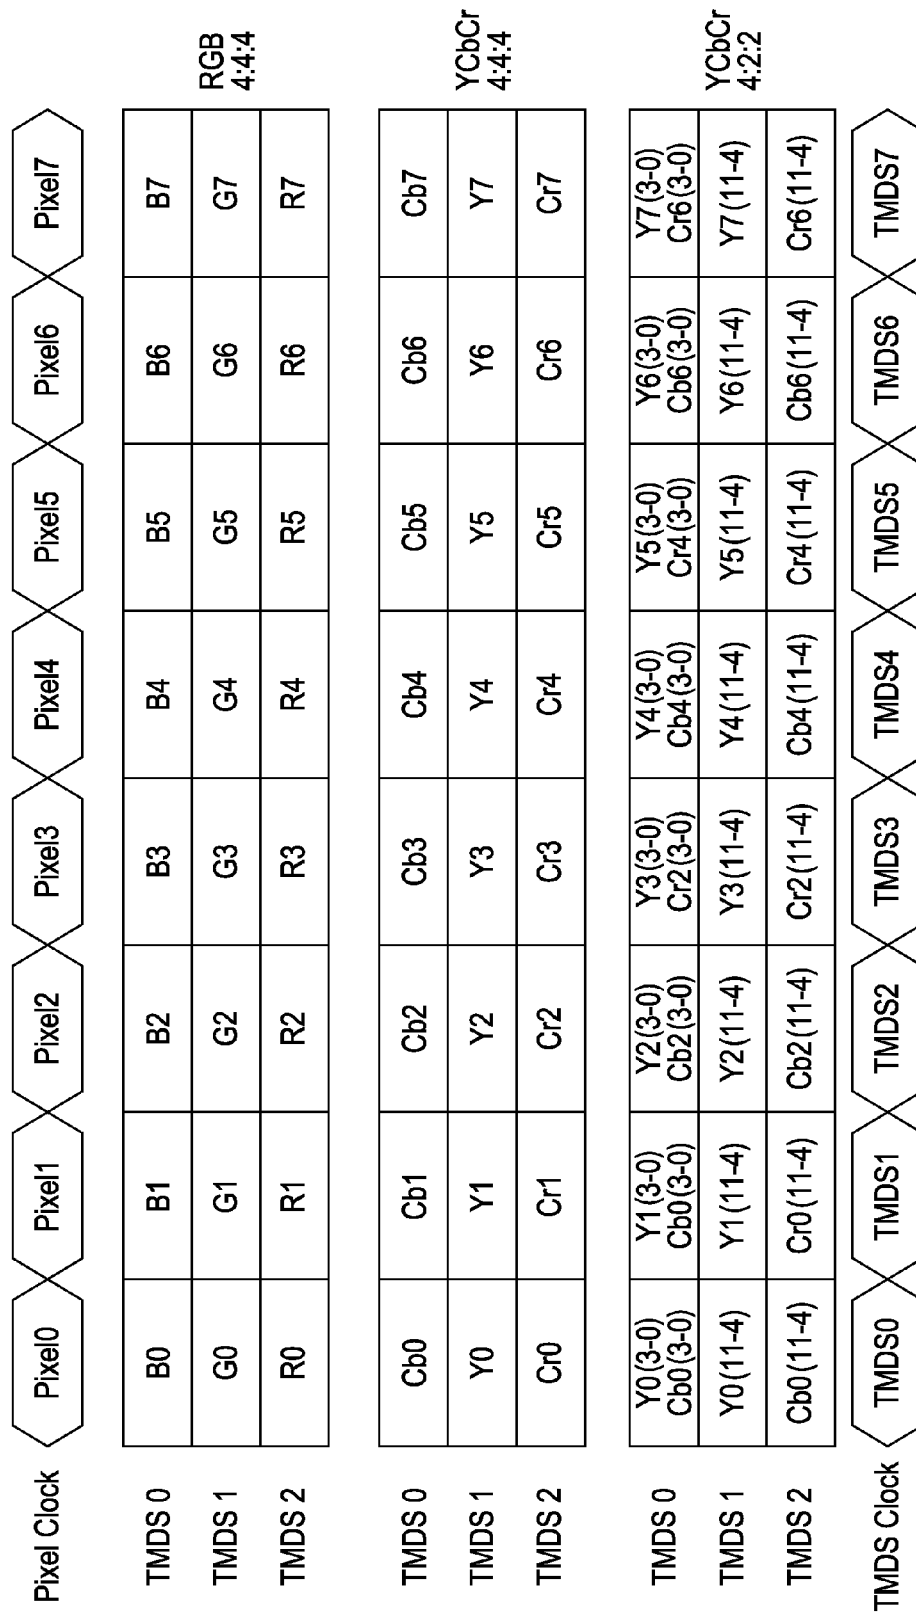 Pixel Clock Pixel0 Pixel1 Pixel2 Pixel3 Pixel4 Pixel5 Pixel6 Pixel7
TMDS 0 B0 B1 B2 B3 B4 B5 B6 B7
TMDS 1 G0 G1 G2 G3 G4 G5 G6 G7
TMDS 2 R0 R1 R2 R3 R4 R5 R6 R7
RGB
4:4:4
TMDS 0 Cb0 Cb1 Cb2 Cb3 Cb4 Cb5 Cb6 Cb7
TMDS 1 Y0 Y1 Y2 Y3 Y4 Y5 Y6 Y7
TMDS 2 Cr0 Cr1 Cr2 Cr3 Cr4 Cr5 Cr6 Cr7
YCbCr
4:4:4
Y0(3-0) Y1(3-0) Y2(3-0) Y3(3-0) Y4(3-0) Y5(3-0) Y6(3-0) Y7(3-0)
TMDS 0 Cb0(3-0) Cb0(3-0) Cb2(3-0) Cr2(3-0) Cb4(3-0) Cr4(3-0) Cb6(3-0) Cr6(3-0)
TMDS 1 Y0(11-4) Y1(11-4) Y2(11-4) Y3(11-4) Y4(11-4) Y5(11-4) Y6(11-4) Y7(11-4)
TMDS 2 Cb0(11-4) Cr0(11-4) Cb2(11-4) Cr2(11-4) Cb4(11-4) Cr4(11-4) Cb6(11-4) Cr6(11-4)
YCbCr
4:2:2
TMDS Clock TMDS0 TMDS1 TMDS2 TMDS3 TMDS4 TMDS5 TMDS6 TMDS7